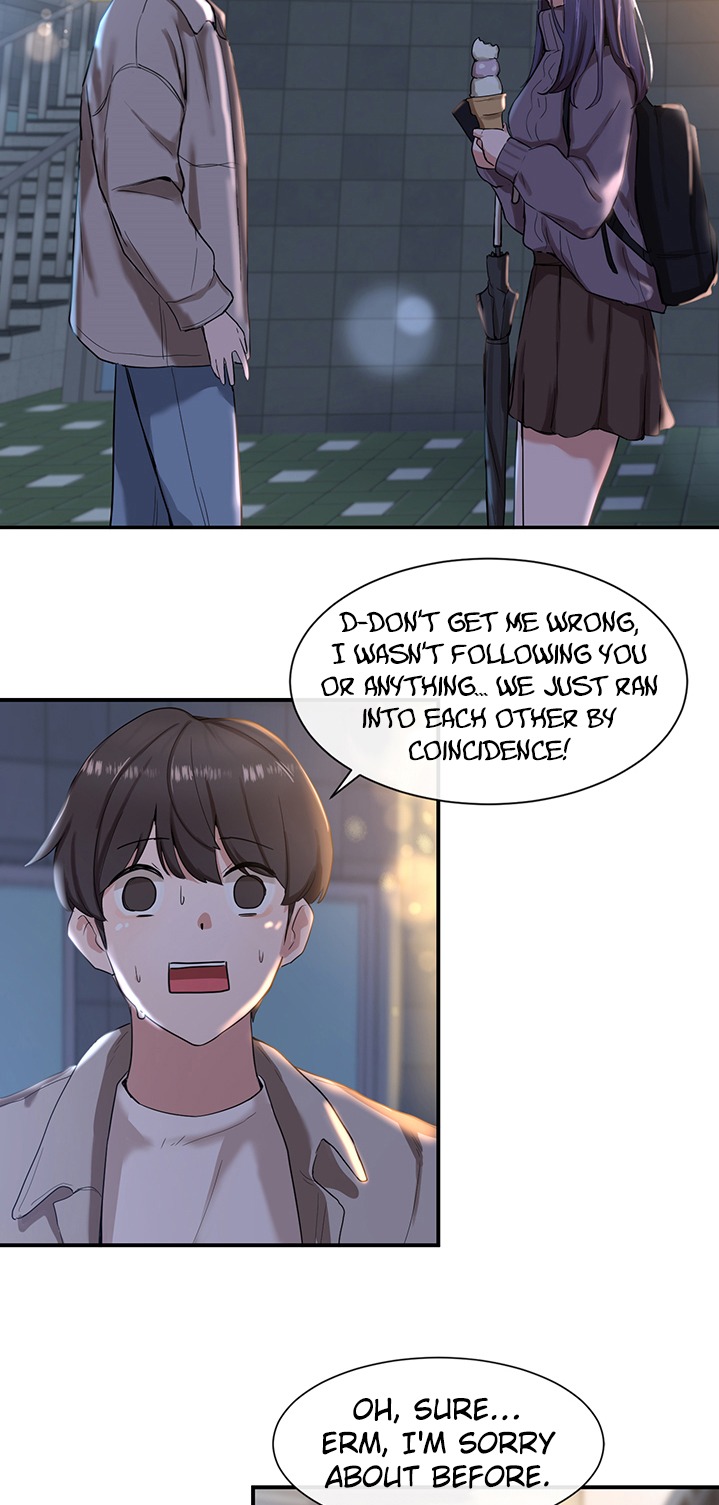 D-DON'T GET ME WRONG,
I WASN'T FOLLOWING YOU
OR ANYTHING... WE JUST RAN
INTO EACH OTHER BY
COINCIDENCE!
OH, SURE...
ERM, I'M SORRY
ABOUT BEFORE.